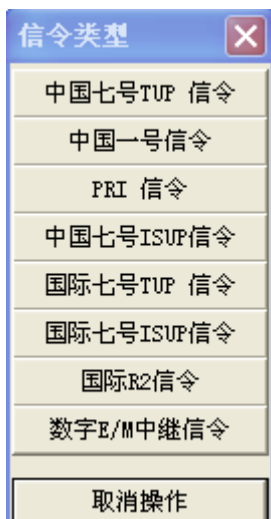 信令类型
中国七号TUP 信令
中国一号信令
PRI 信令
中国七号ISUP信令
国际七号TUP 信令
国际七号ISUP信令
国际R2信令
数字E/M中继信令
取消操作